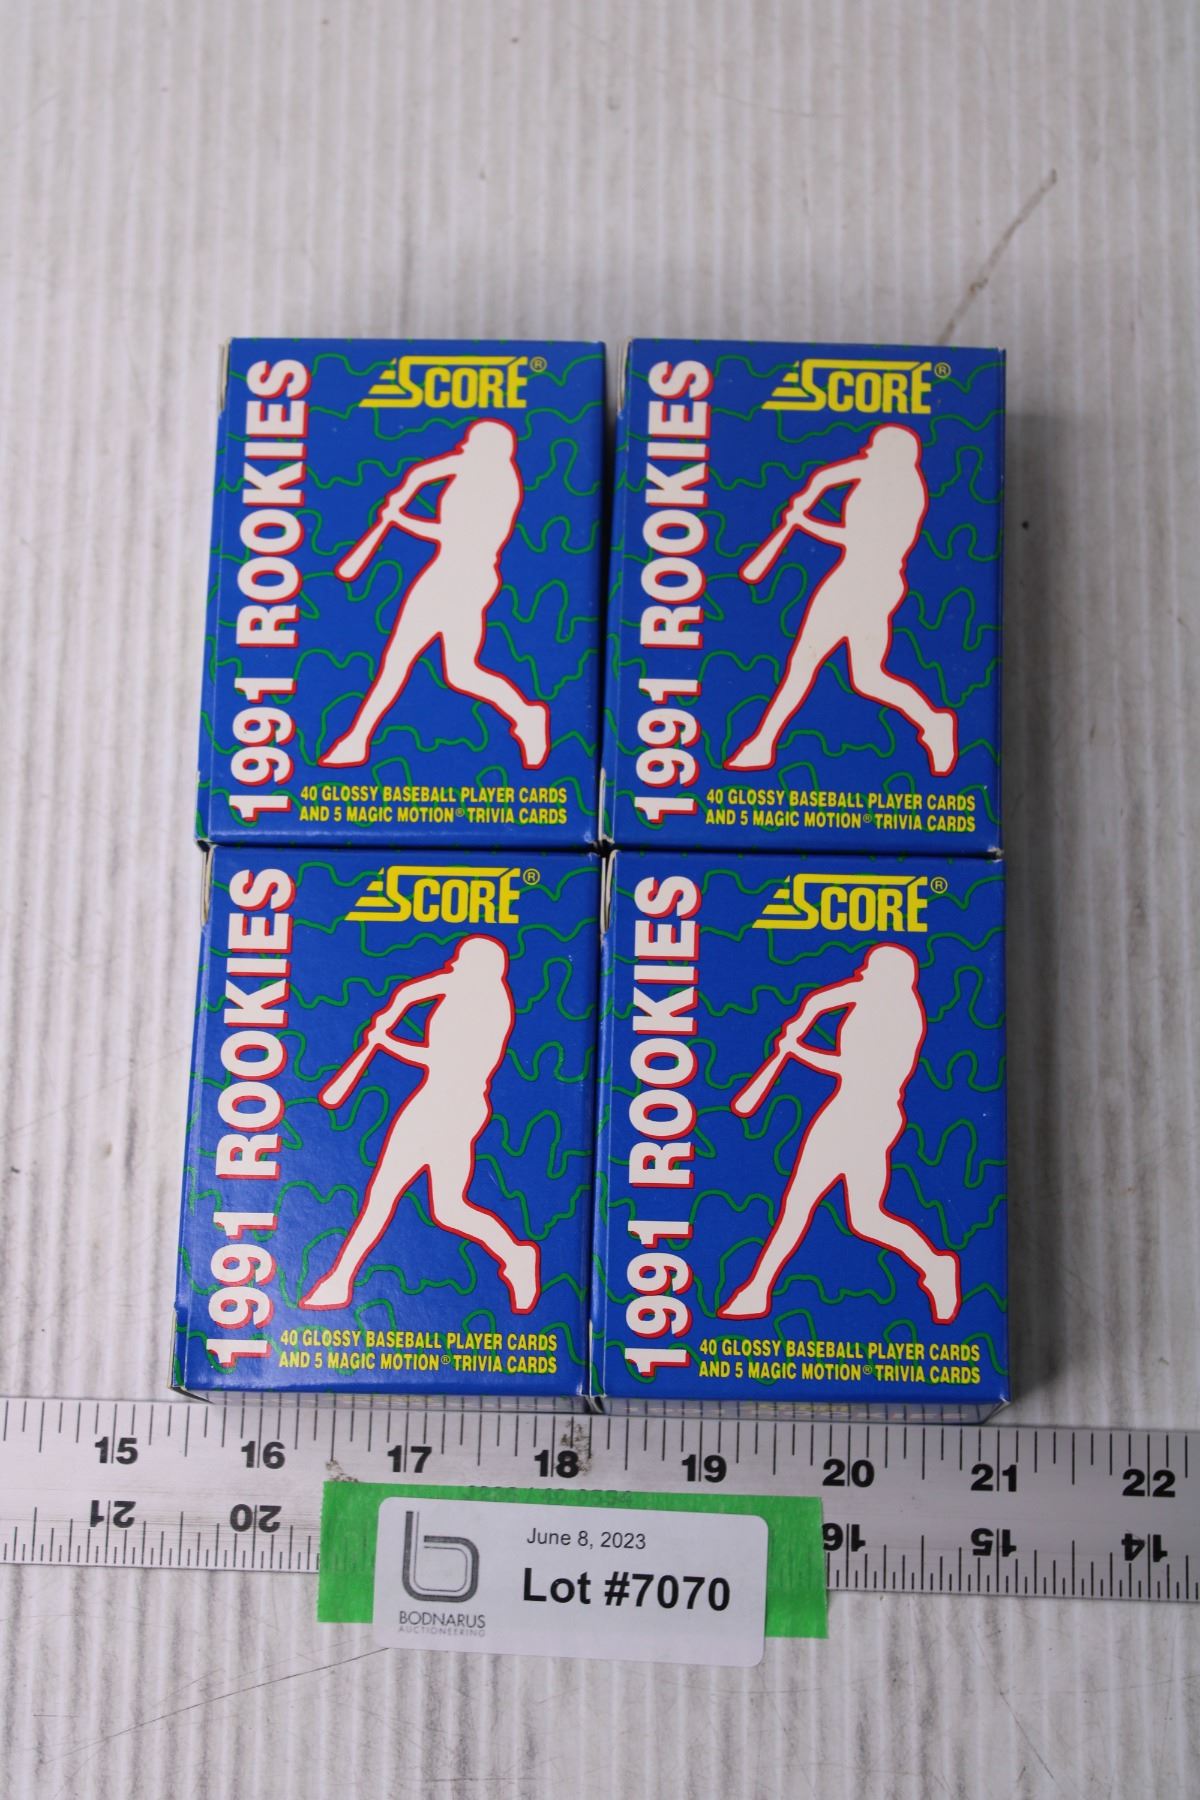 1991 ROOKIES
SCORE®
40 GLOSSY BASEBALL PLAYER CARDS
AND 5 MAGIC MOTION® TRIVIA CARDS
1991 ROOKIES
SCORE®
40 GLOSSY BASEBALL PLAYER CARDS
AND 5 MAGIC MOTION® TRIVIA CARDS
1991 ROOKIES
SCORE®
40 GLOSSY BASEBALL PLAYER CARDS
AND 5 MAGIC MOTION® TRIVIA CARDS
1991 ROOKIES
SCORE®
40 GLOSSY BASEBALL PLAYER CARDS
AND 5 MAGIC MOTION® TRIVIA CARDS
15 16 17 18 19 20 21 22
21 20 16 15 14
June 8, 2023
Lot #7070
BODNARUS
AUCTIONEERING